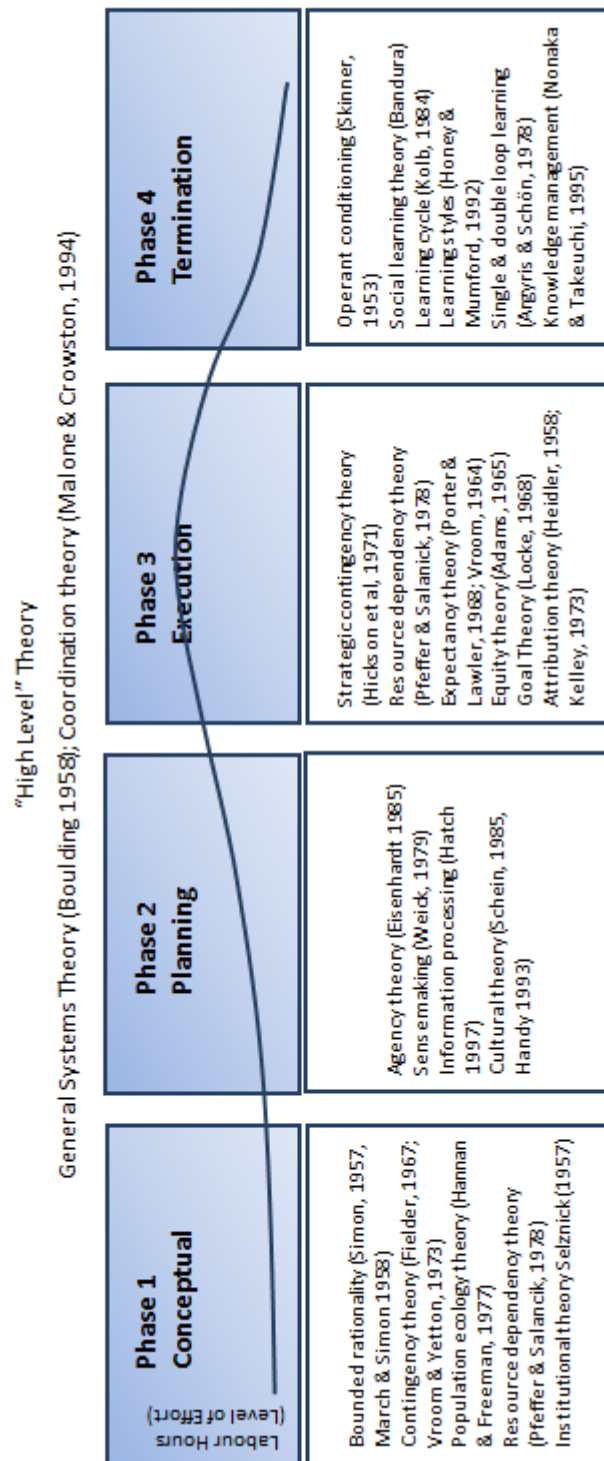 "High Level" Theory
General Systems Theory (Boulding 1958); Coordination theory (Malone & Crowston, 1994)
Labour Hours
(Level of Effort)
Phase 1
Conceptual
Phase 2
Planning
Phase 3
Execution
Phase 4
Termination
Bounded rationality (Simon, 1957,
March & Simon 1958)
Contingency theory (Fielder, 1967;
Vroom & Yetton, 1973)
Population ecology theory (Hannan
& Freeman, 1977)
Resource dependency theory
(Pfeffer & Salancik, 1978)
Institutional theory Selznick (1957)
Agency theory (Eisenhardt 1985)
Sensemaking (Weick, 1979)
Information processing (Hatch
1997)
Cultural theory (Schein, 1985,
Handy 1993)
Strategic contingency theory
(Hickson et al, 1971)
Resource dependency theory
(Pfeffer & Salanick, 1978)
Expectancy theory (Porter &
Lawler, 1968; Vroom, 1964)
Equity theory (Adams, 1965)
Goal Theory (Locke, 1968)
Attribution theory (Heidler, 1958;
Kelley, 1973)
Operant conditioning (Skinner,
1953)
Social learning theory (Bandura)
Learning cycle (Kolb, 1984)
Learning styles (Honey &
Mumford, 1992)
Single & double loop learning
(Argyris & Schön, 1978)
Knowledge management (Nonaka
& Takeuchi, 1995)